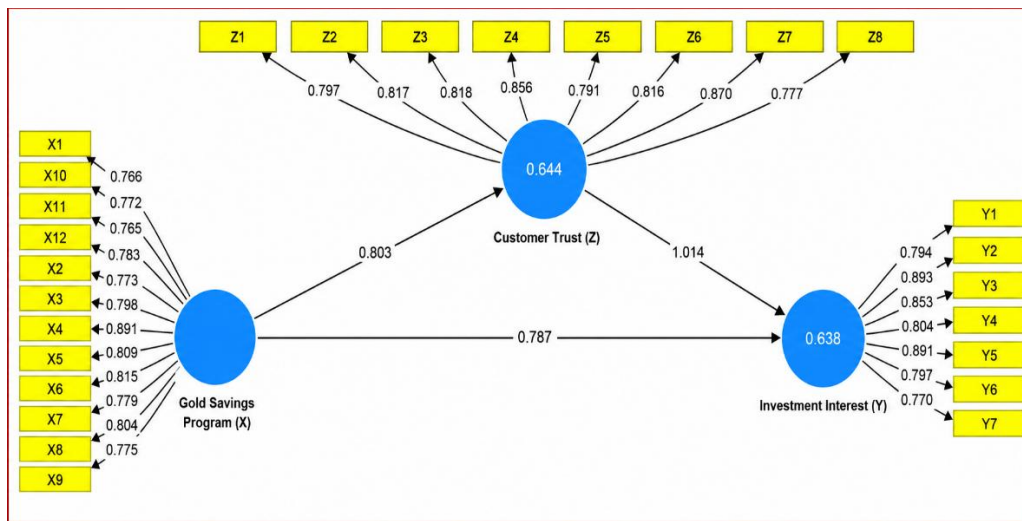 Z1 Z2 Z3 Z4 Z5 Z6 Z7 Z8
0.797 0.817 0.818 0.856 0.791 0.816 0.870 0.777
0.644
Customer Trust (Z)
X1
X10
X11
X12
X2
X3
X4
X5
X6
X7
X8
X9
0.766
0.772
0.765
0.783
0.773
0.798
0.891
0.809
0.815
0.779
0.804
0.775
Gold Savings
Program (X)
0.803
1.014
0.787
0.638
Investment Interest (Y)
0.794
0.893
0.853
0.804
0.891
0.797
0.770
Y1
Y2
Y3
Y4
Y5
Y6
Y7